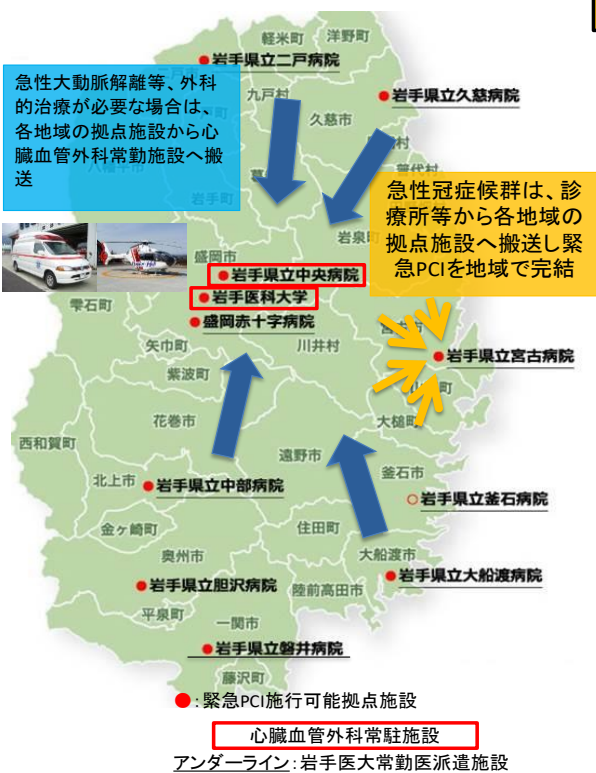 軽米町
洋野町
岩手県立二戸病院
急性大動脈解離等、外科
的治療が必要な場合は、
各地域の拠点施設から心
臓血管外科常勤施設へ搬
送
九戸村
岩手県立久慈病院
久慈市
岩手町
急性冠症候群は、診
療所等から各地域の
拠点施設へ搬送し緊
急PCIを地域で完結
岩泉町
盛岡市
岩手県立中央病院
岩手医科大学
雫石町
盛岡赤十字病院
矢巾町
川井村
岩手県立宮古病院
紫波町
花巻市
大槌町
西和賀町
遠野市
釜石市
北上市
岩手県立中部病院
岩手県立釜石病院
金ヶ崎町
住田町
奥州市
大船渡市
岩手県立大船渡病院
岩手県立胆沢病院
陸前高田市
平泉町
一関市
岩手県立磐井病院
藤沢町
●:緊急PCI施行可能拠点施設
心臓血管外科常駐施設
アンダーライン:岩手医大常勤医派遣施設